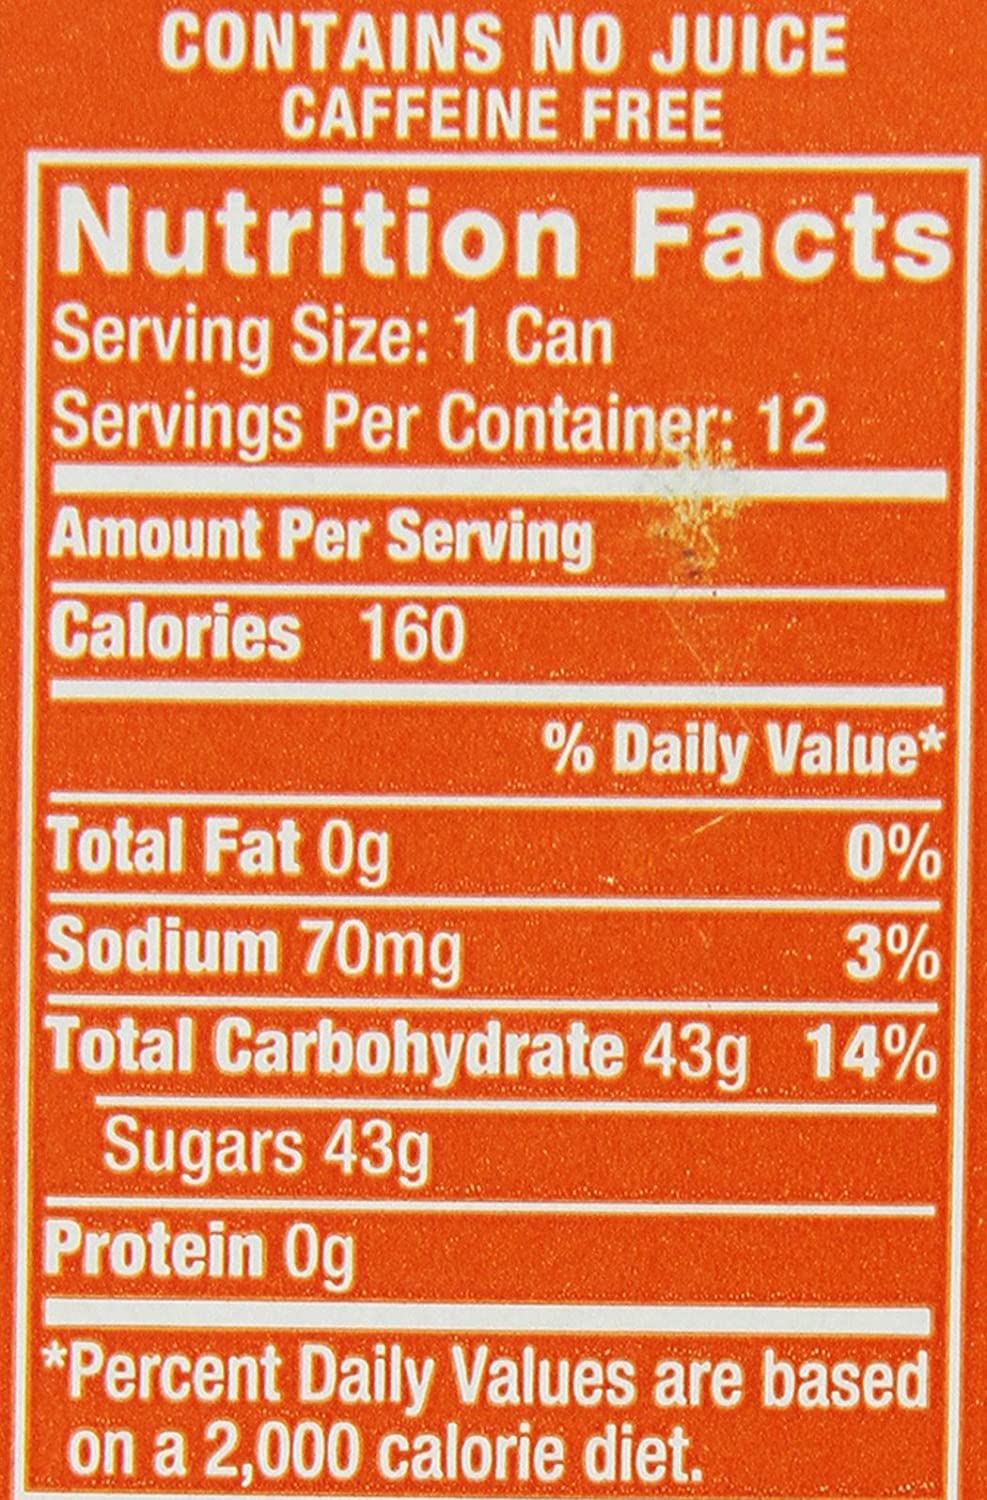 CONTAINS NO JUICE
CAFFEINE FREE
Nutrition Facts
Serving Size: 1 Can
Servings Per Container: 12
Amount Per Serving
Calories 160
% Daily Value*
Total Fat 0g 0%
Sodium 70mg 3%
Total Carbohydrate 43g 14%
Sugars 43g
Protein 0g
*Percent Daily Values are based
on a 2,000 calorie diet.